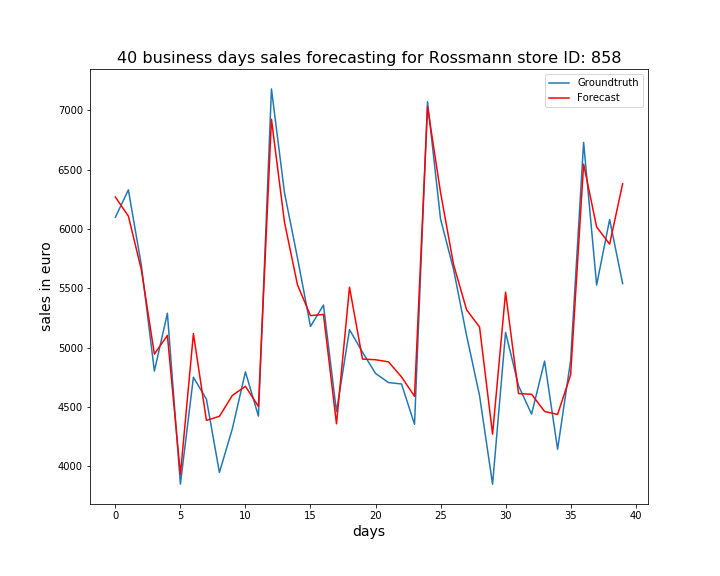 40 business days sales forecasting for Rossmann store ID: 858
Groundtruth
Forecast
7000
6500
6000
5500
5000
4500
4000
sales in euro
0 5 10 15 20 25 30 35 40
days